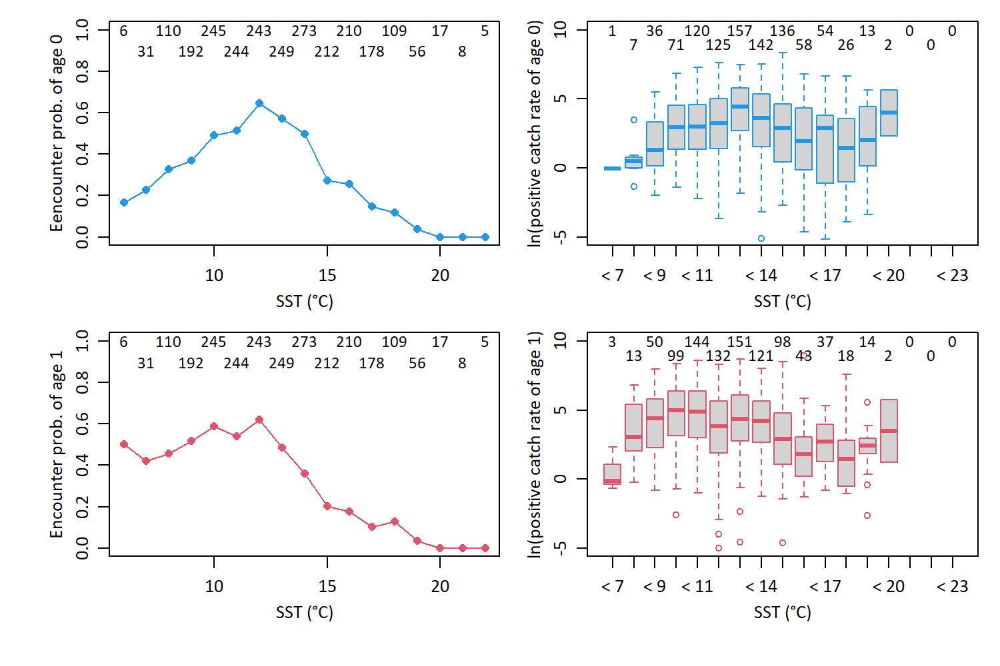 Eencounter prob. of age 0
1.0
0.8
0.6
0.4
0.2
0.0
6 110 245 243 273 210 109 17 5
31 192 244 249 212 178 56 8
10 15 20
SST (°C)
ln(positive catch rate of age 0)
10
5
0
-5
1 36 120 157 136 54 13 0 0
7 71 125 142 58 26 2 0
< 7 < 9 < 11 < 14 < 17 < 20 < 23
SST (°C)
Encounter prob. of age 1
1.0
0.8
0.6
0.4
0.2
0.0
6 110 245 243 273 210 109 17 5
31 192 244 249 212 178 56 8
10 15 20
SST (°C)
ln(positive catch rate of age 1)
10
5
0
-5
3 50 144 151 98 37 14 0 0
13 99 132 121 43 18 2 0
< 7 < 9 < 11 < 14 < 17 < 20 < 23
SST (°C)